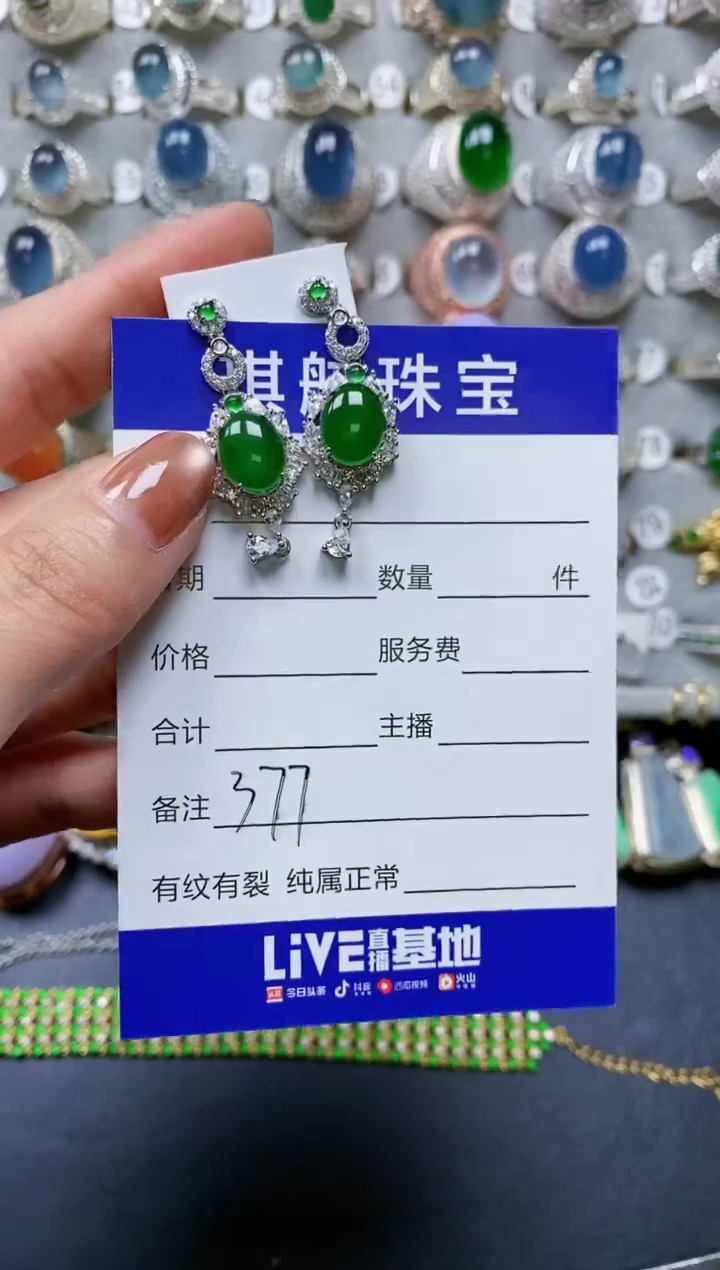 珠宝
期
数量 件
价格
服务费
合计
主播
备注 377
有纹有裂 纯属正常
LiVE直播基地
头条 今日头条 抖音 西瓜视频 火山